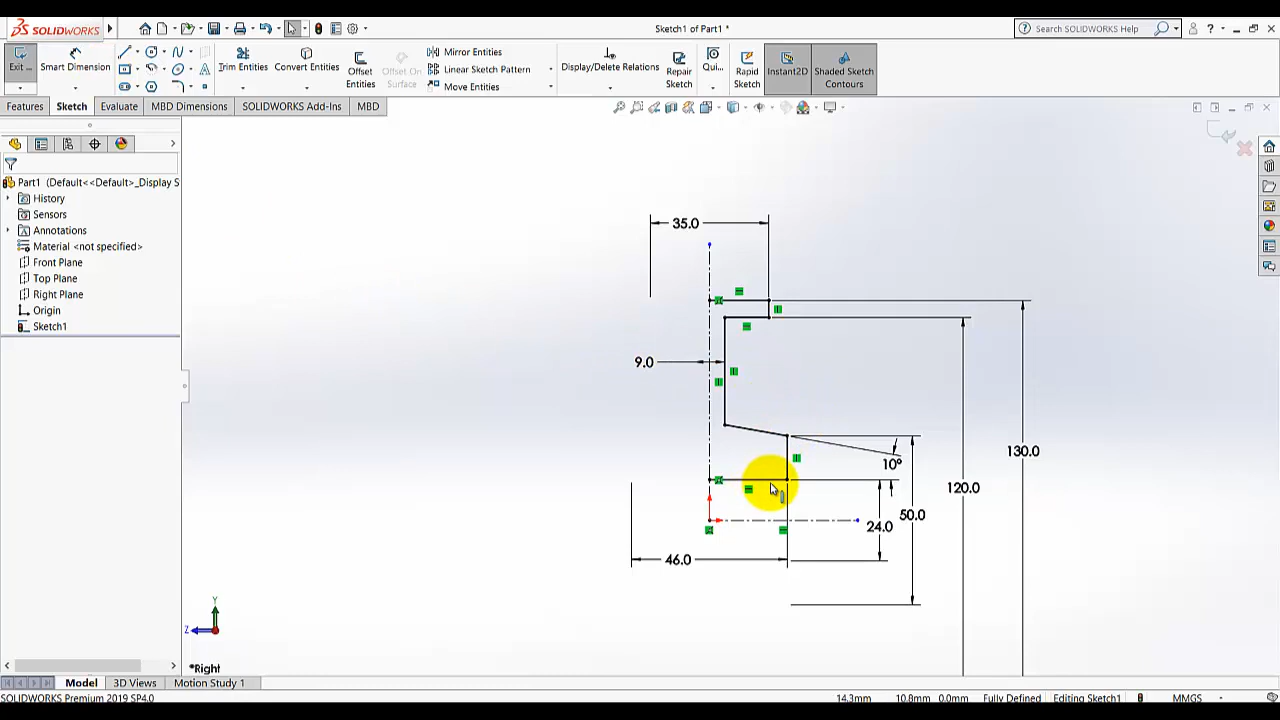 SOLIDWORKS
Sketch1 of Part1 *
Search SOLIDWORKS Help
Exit ...
Smart Dimension
Trim Entities
Convert Entities
Offset Entities
Offset On Surface
Mirror Entities
Linear Sketch Pattern
Move Entities
Display/Delete Relations
Repair Sketch
Qui...
Rapid Sketch
Instant2D
Shaded Sketch Contours
Features
Sketch
Evaluate
MBD Dimensions
SOLIDWORKS Add-Ins
MBD
Part1 (Default<<Default>_Display S
History
Sensors
Annotations
Material <not specified>
Front Plane
Top Plane
Right Plane
Origin
Sketch1
35.0
9.0
10°
130.0
120.0
50.0
24.0
46.0
Y
Z
*Right
Model
3D Views
Motion Study 1
SOLIDWORKS Premium 2019 SP4.0
14.3mm
10.8mm
0.0mm
Fully Defined
Editing Sketch1
MMGS